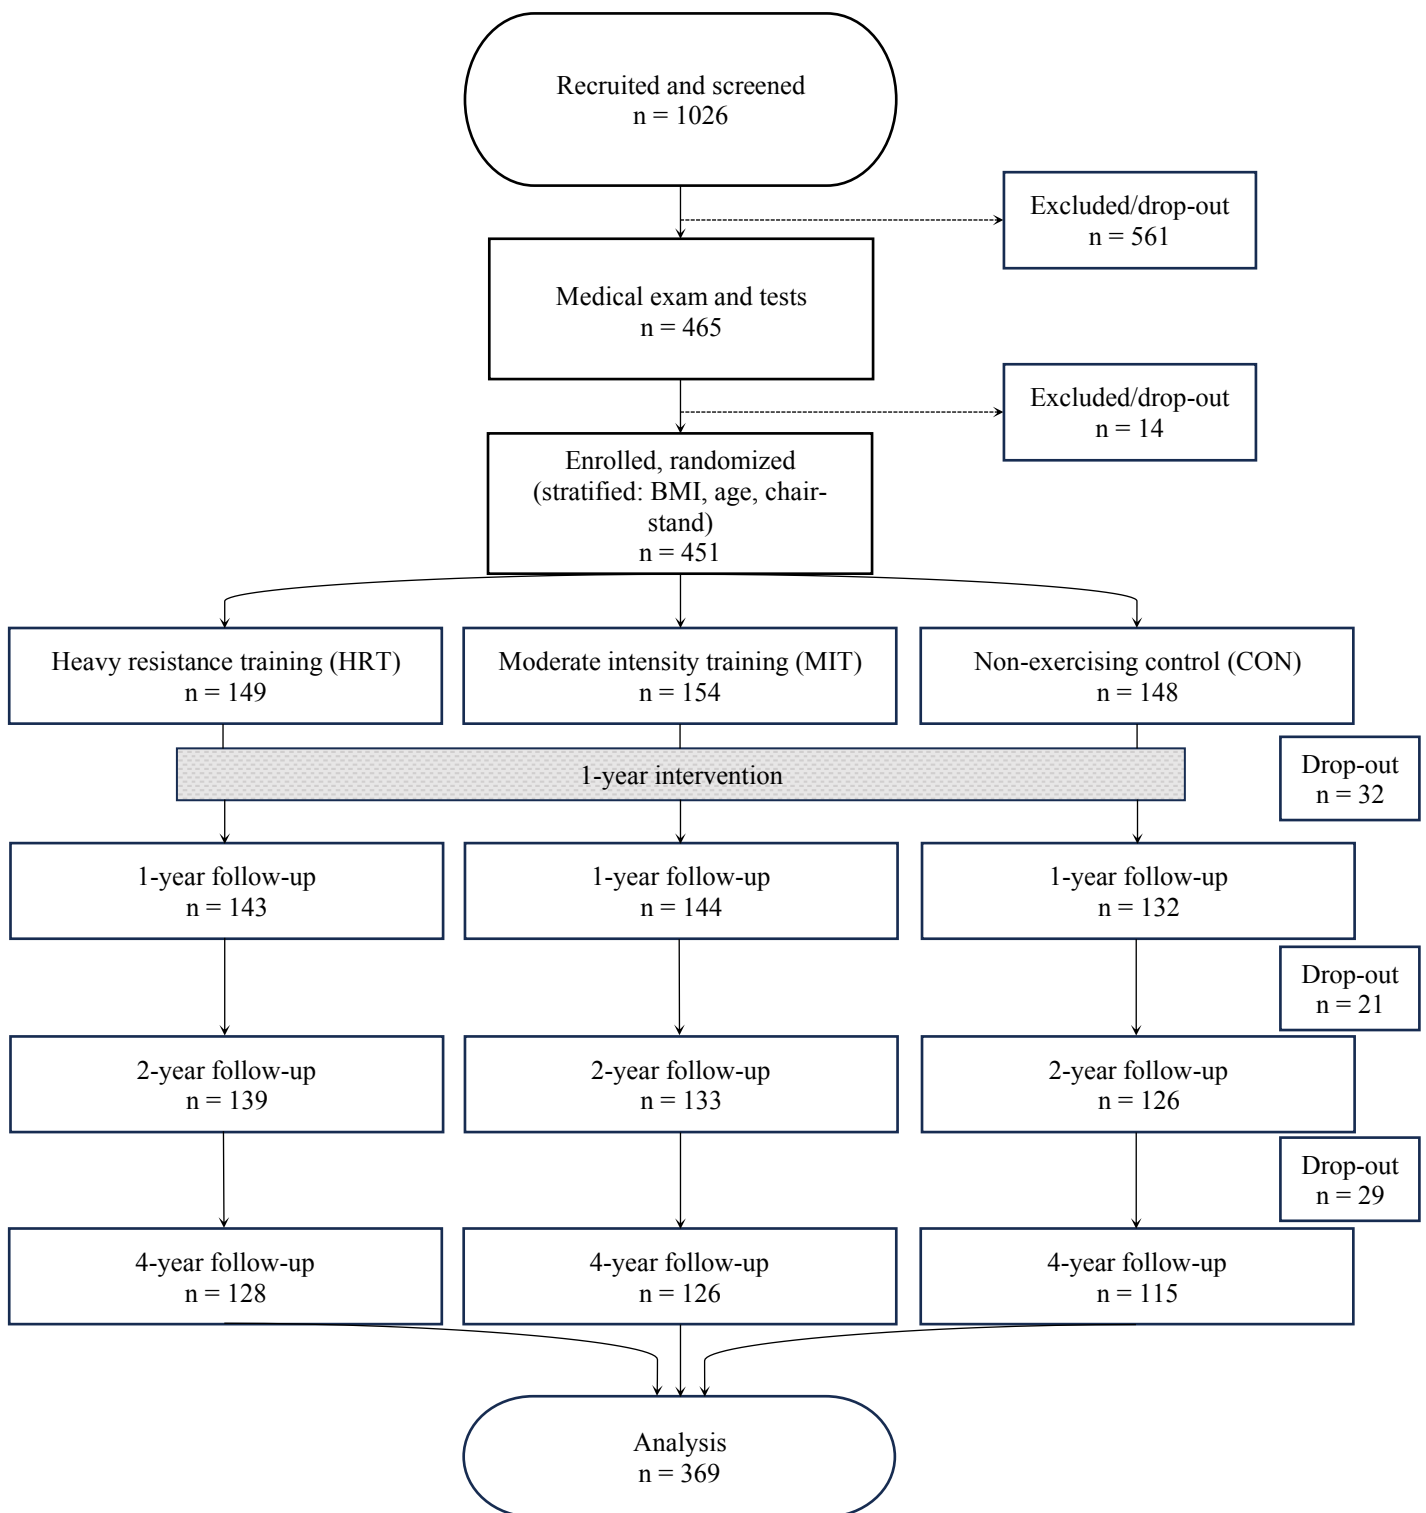 Recruited and screened
n = 1026
Excluded/drop-out
n = 561
Medical exam and tests
n = 465
Excluded/drop-out
n = 14
Enrolled, randomized
(stratified: BMI, age, chair-
stand)
n = 451
Heavy resistance training (HRT)
n = 149
Moderate intensity training (MIT)
n = 154
Non-exercising control (CON)
n = 148
1-year intervention
Drop-out
n = 32
1-year follow-up
n = 143
1-year follow-up
n = 144
1-year follow-up
n = 132
Drop-out
n = 21
2-year follow-up
n = 139
2-year follow-up
n = 133
2-year follow-up
n = 126
Drop-out
n = 29
4-year follow-up
n = 128
4-year follow-up
n = 126
4-year follow-up
n = 115
Analysis
n = 369